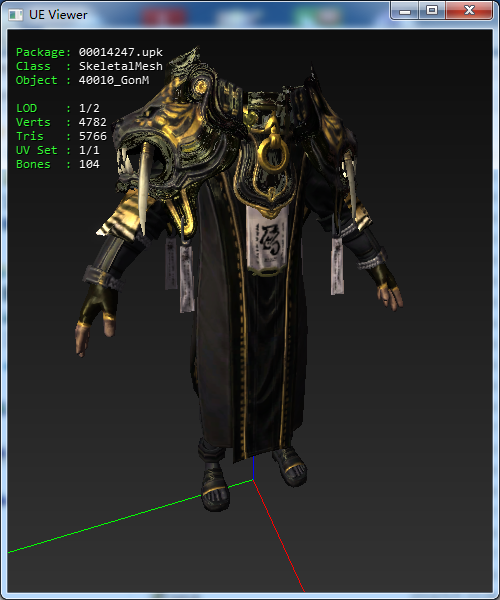 UE Viewer
Package: 00014247.upk
Class : SkeletalMesh
Object : 40010_GonM
LOD : 1/2
Verts : 4782
Tris : 5766
UV Set : 1/1
Bones : 104